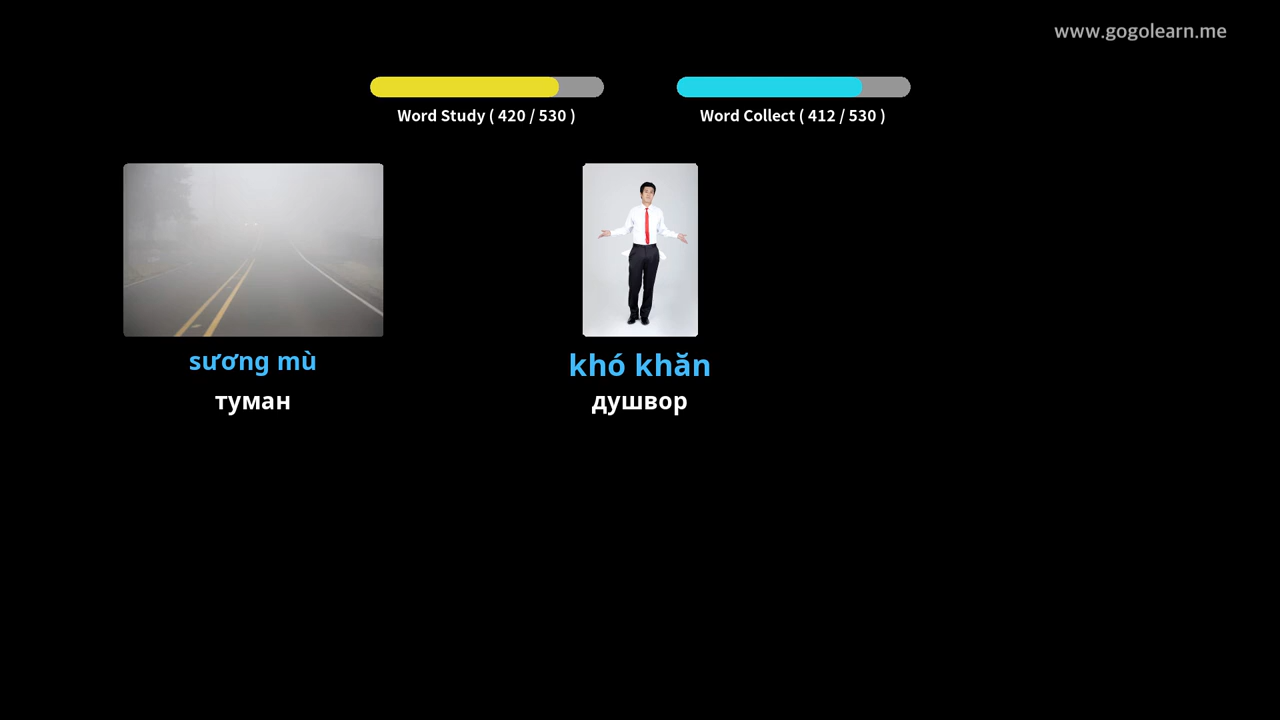 www.gogolearn.me
Word Study ( 420 / 530 )
Word Collect ( 412 / 530 )
sương mù
туман
khó khăn
душвор